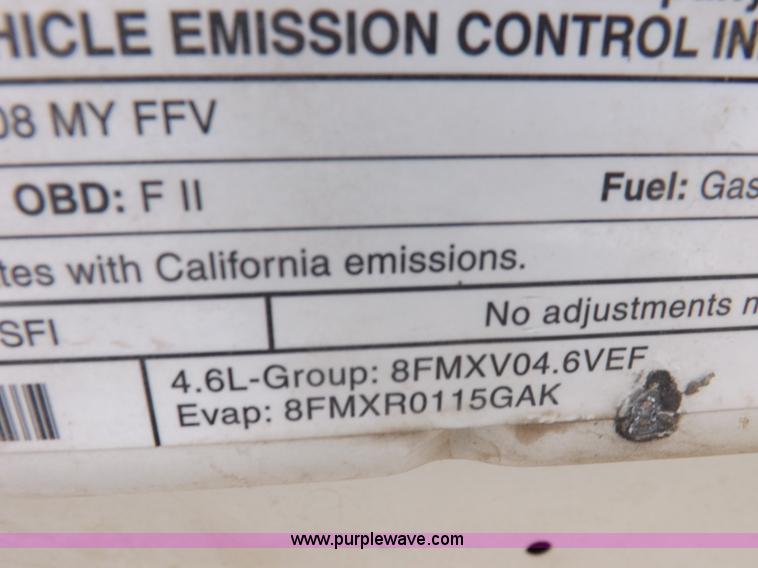 HICLE EMISSION CONTROL IN
08 MY FFV
OBD: F II Fuel: Gas
tes with California emissions.
SFI No adjustments n
4.6L-Group: 8FMXV04.6VEF
Evap: 8FMXR0115GAK
www.purplewave.com